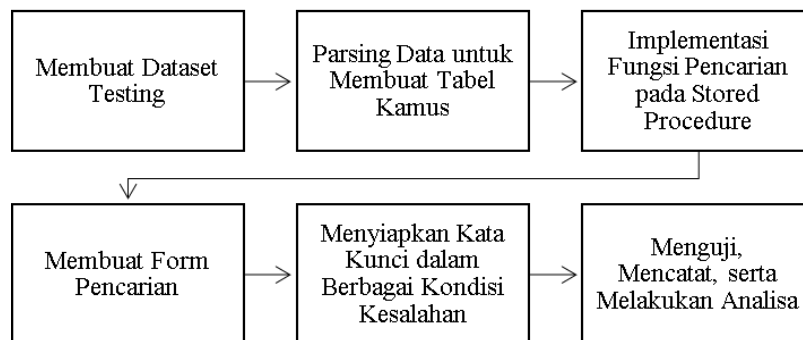 Membuat Dataset
Testing
Parsing Data untuk
Membuat Tabel
Kamus
Implementasi
Fungsi Pencarian
pada Stored
Procedure
Membuat Form
Pencarian
Menyiapkan Kata
Kunci dalam
Berbagai Kondisi
Kesalahan
Menguji,
Mencatat, serta
Melakukan Analisa